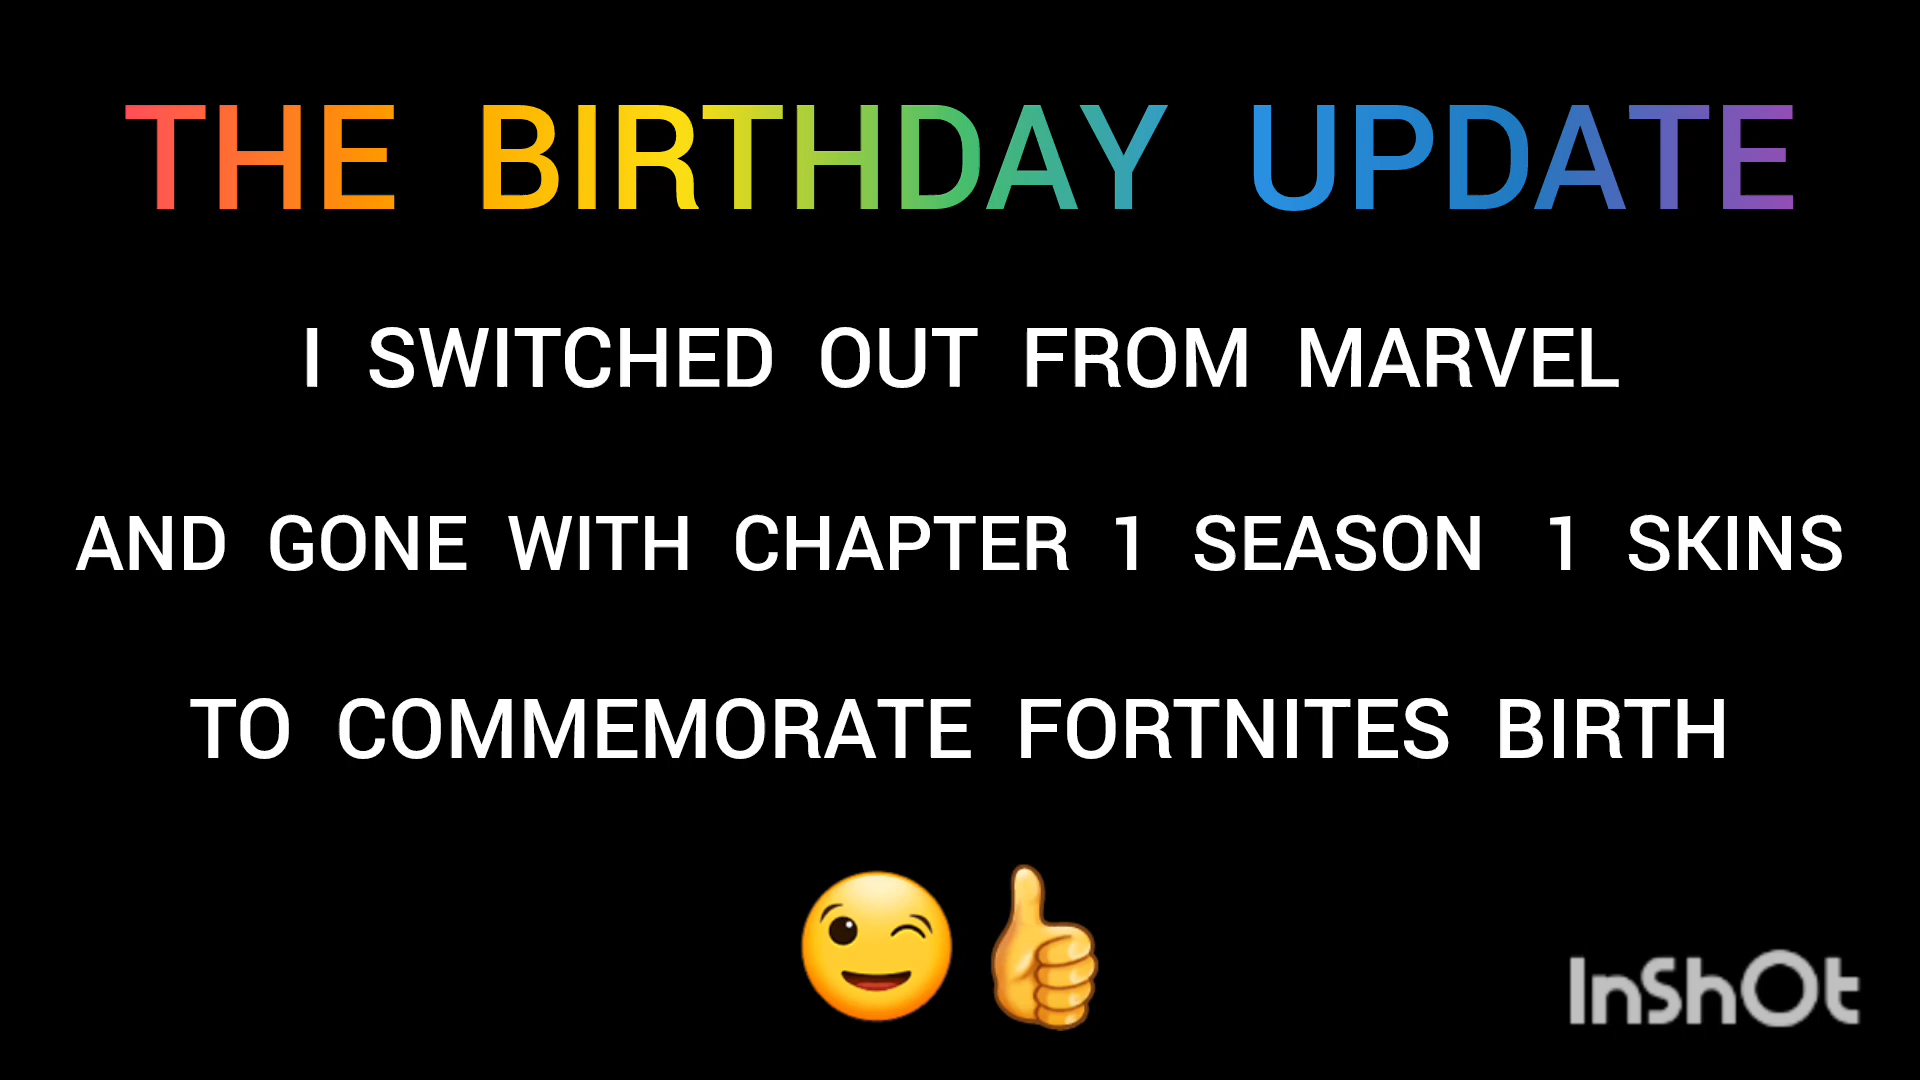 THE BIRTHDAY UPDATE
I SWITCHED OUT FROM MARVEL
AND GONE WITH CHAPTER 1 SEASON 1 SKINS
TO COMMEMORATE FORTNITES BIRTH
😉👍
InShOt